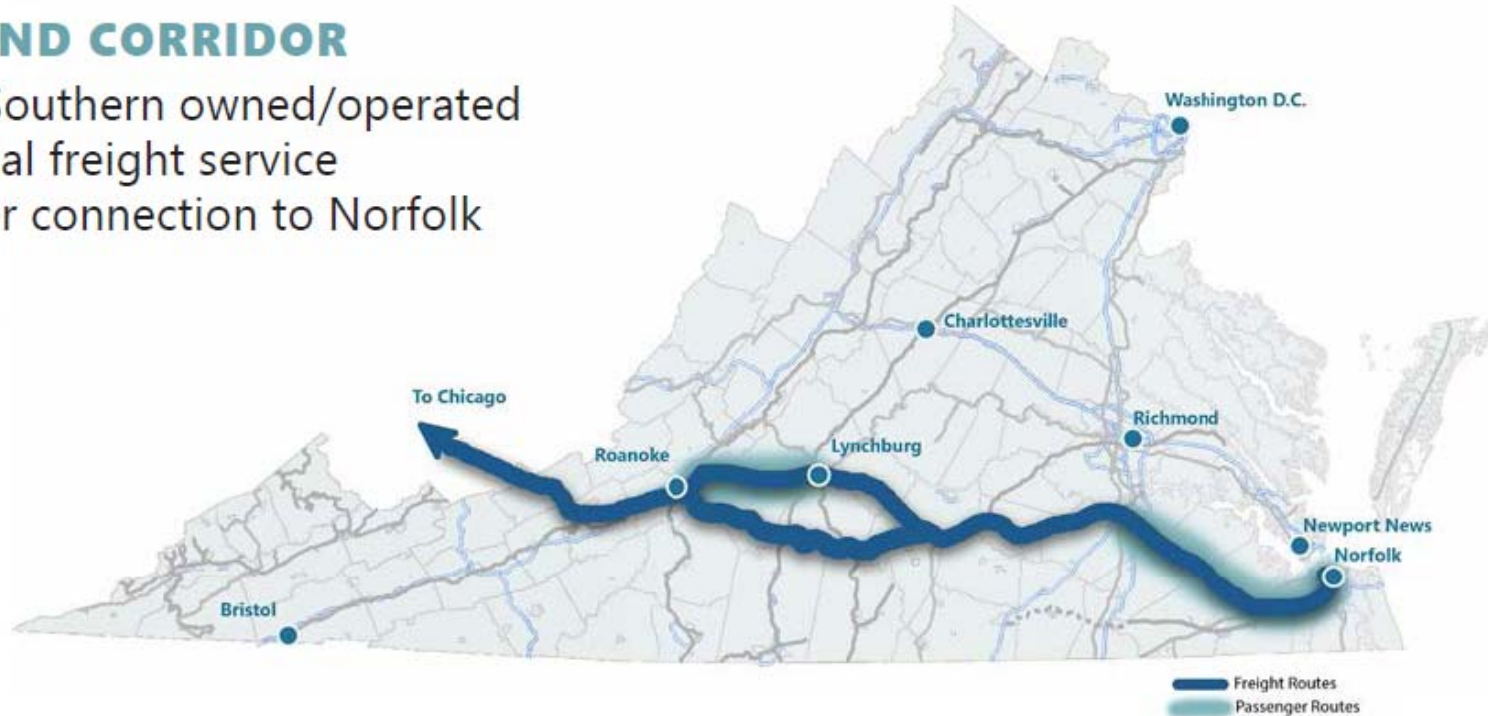 ND CORRIDOR
Southern owned/operated
al freight service
r connection to Norfolk
Washington D.C.
Charlottesville
To Chicago
Richmond
Roanoke
Lynchburg
Newport News
Norfolk
Bristol
Freight Routes
Passenger Routes